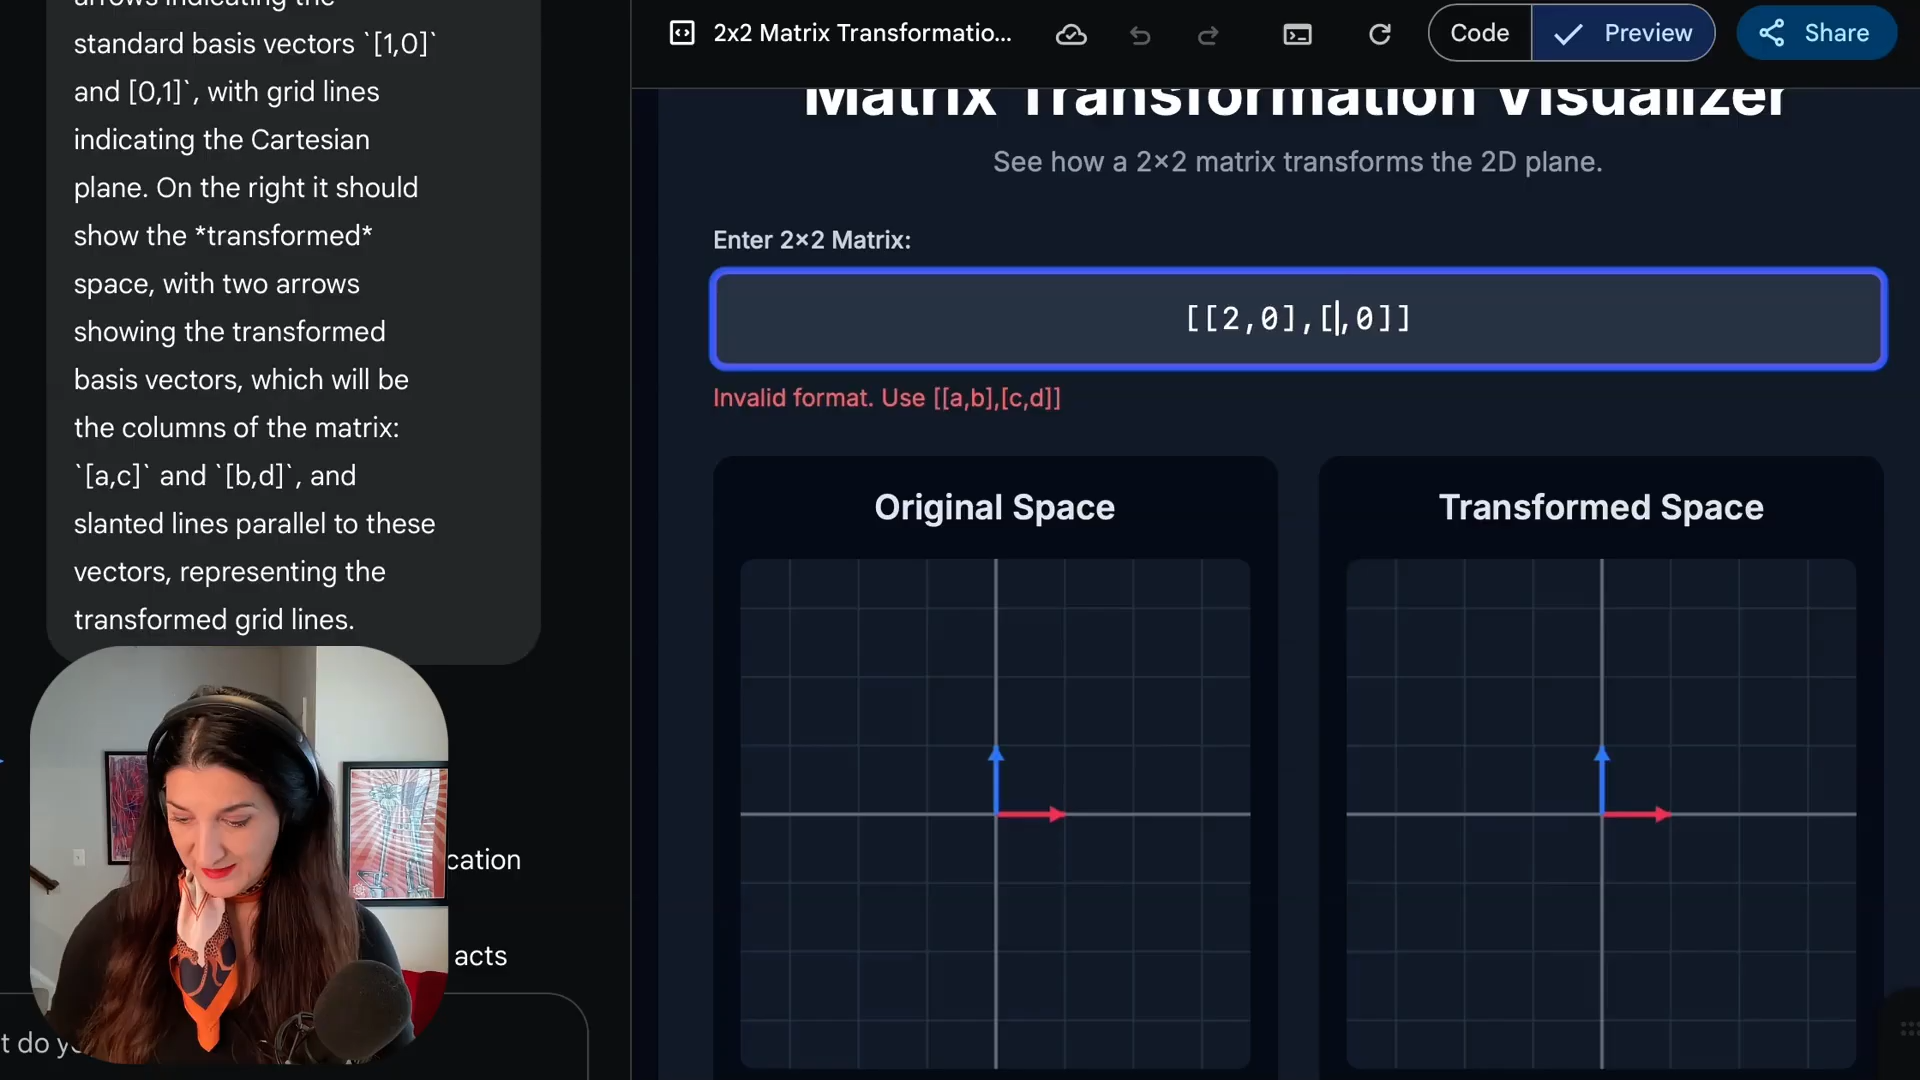 standard basis vectors `[1,0]`
and [0,1]`, with grid lines
indicating the Cartesian
plane. On the right it should
show the *transformed*
space, with two arrows
showing the transformed
basis vectors, which will be
the columns of the matrix:
`[a,c]` and `[b,d]`, and
slanted lines parallel to these
vectors, representing the
transformed grid lines.
cation
acts
t do
2x2 Matrix Transformatio...
Code
Preview
Share
Matrix Transformation Visualizer
See how a 2×2 matrix transforms the 2D plane.
Enter 2×2 Matrix:
[[2,0],[,0]]
Invalid format. Use [[a,b],[c,d]]
Original Space
Transformed Space